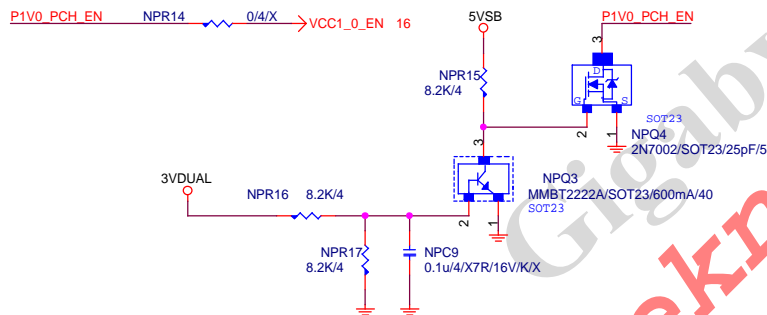 P1V0_PCH_EN NPR14 0/4/X VCC1_0_EN 16
5VSB
P1V0_PCH_EN
3
D
G
S
2
1
SOT23
NPQ4
2N7002/SOT23/25pF/5
NPR15
8.2K/4
3
NPQ3
MMBT2222A/SOT23/600mA/40
SOT23
2
1
3VDUAL
NPR16 8.2K/4
NPR17
8.2K/4
NPC9
0.1u/4/X7R/16V/K/X
Gigaby
ekn